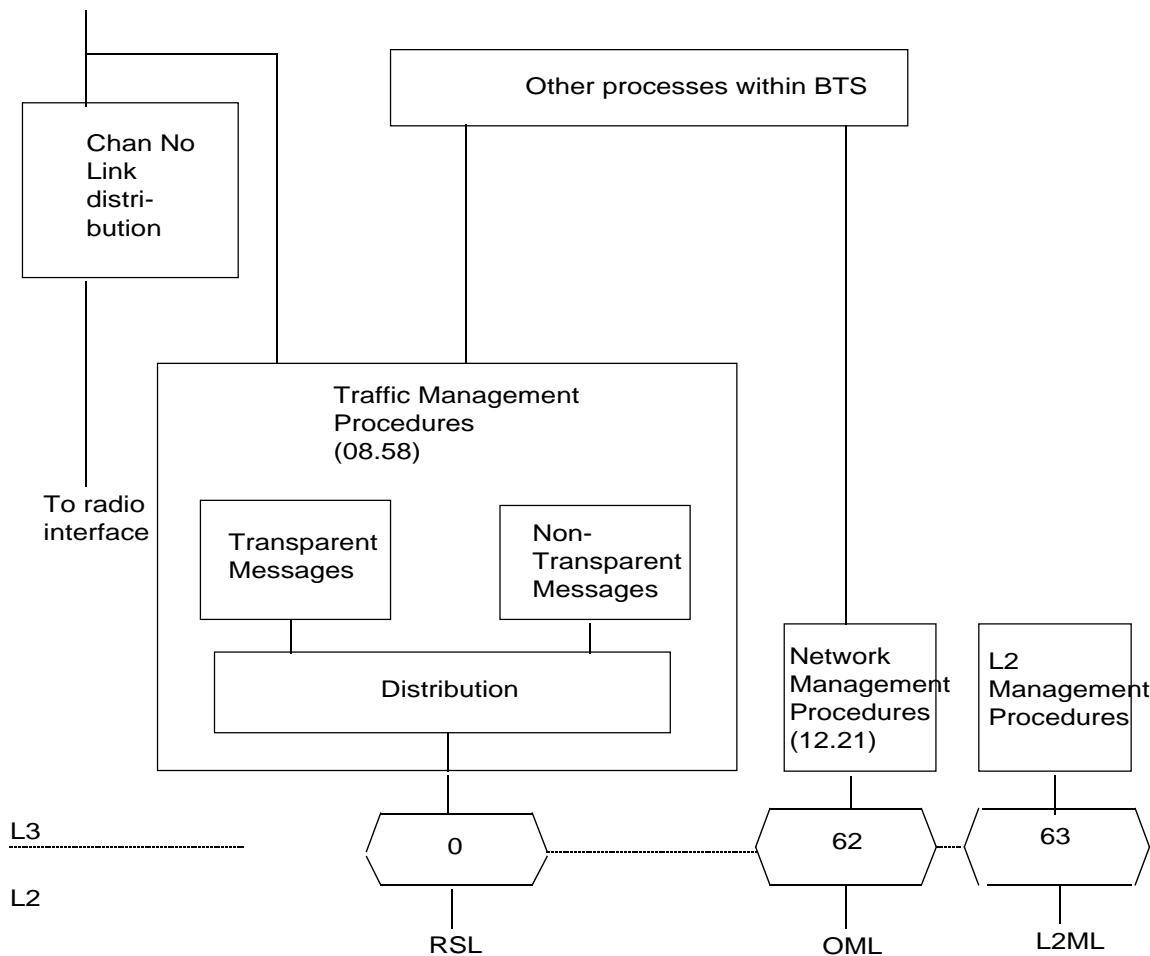 Other processes within BTS
Chan No
Link
distri-
bution
Traffic Management
Procedures
(08.58)
To radio
interface
Transparent
Messages
Non-
Transparent
Messages
Distribution
Network
Management
Procedures
(12.21)
L2
Management
Procedures
L3
0
62
63
L2
RSL
OML
L2ML